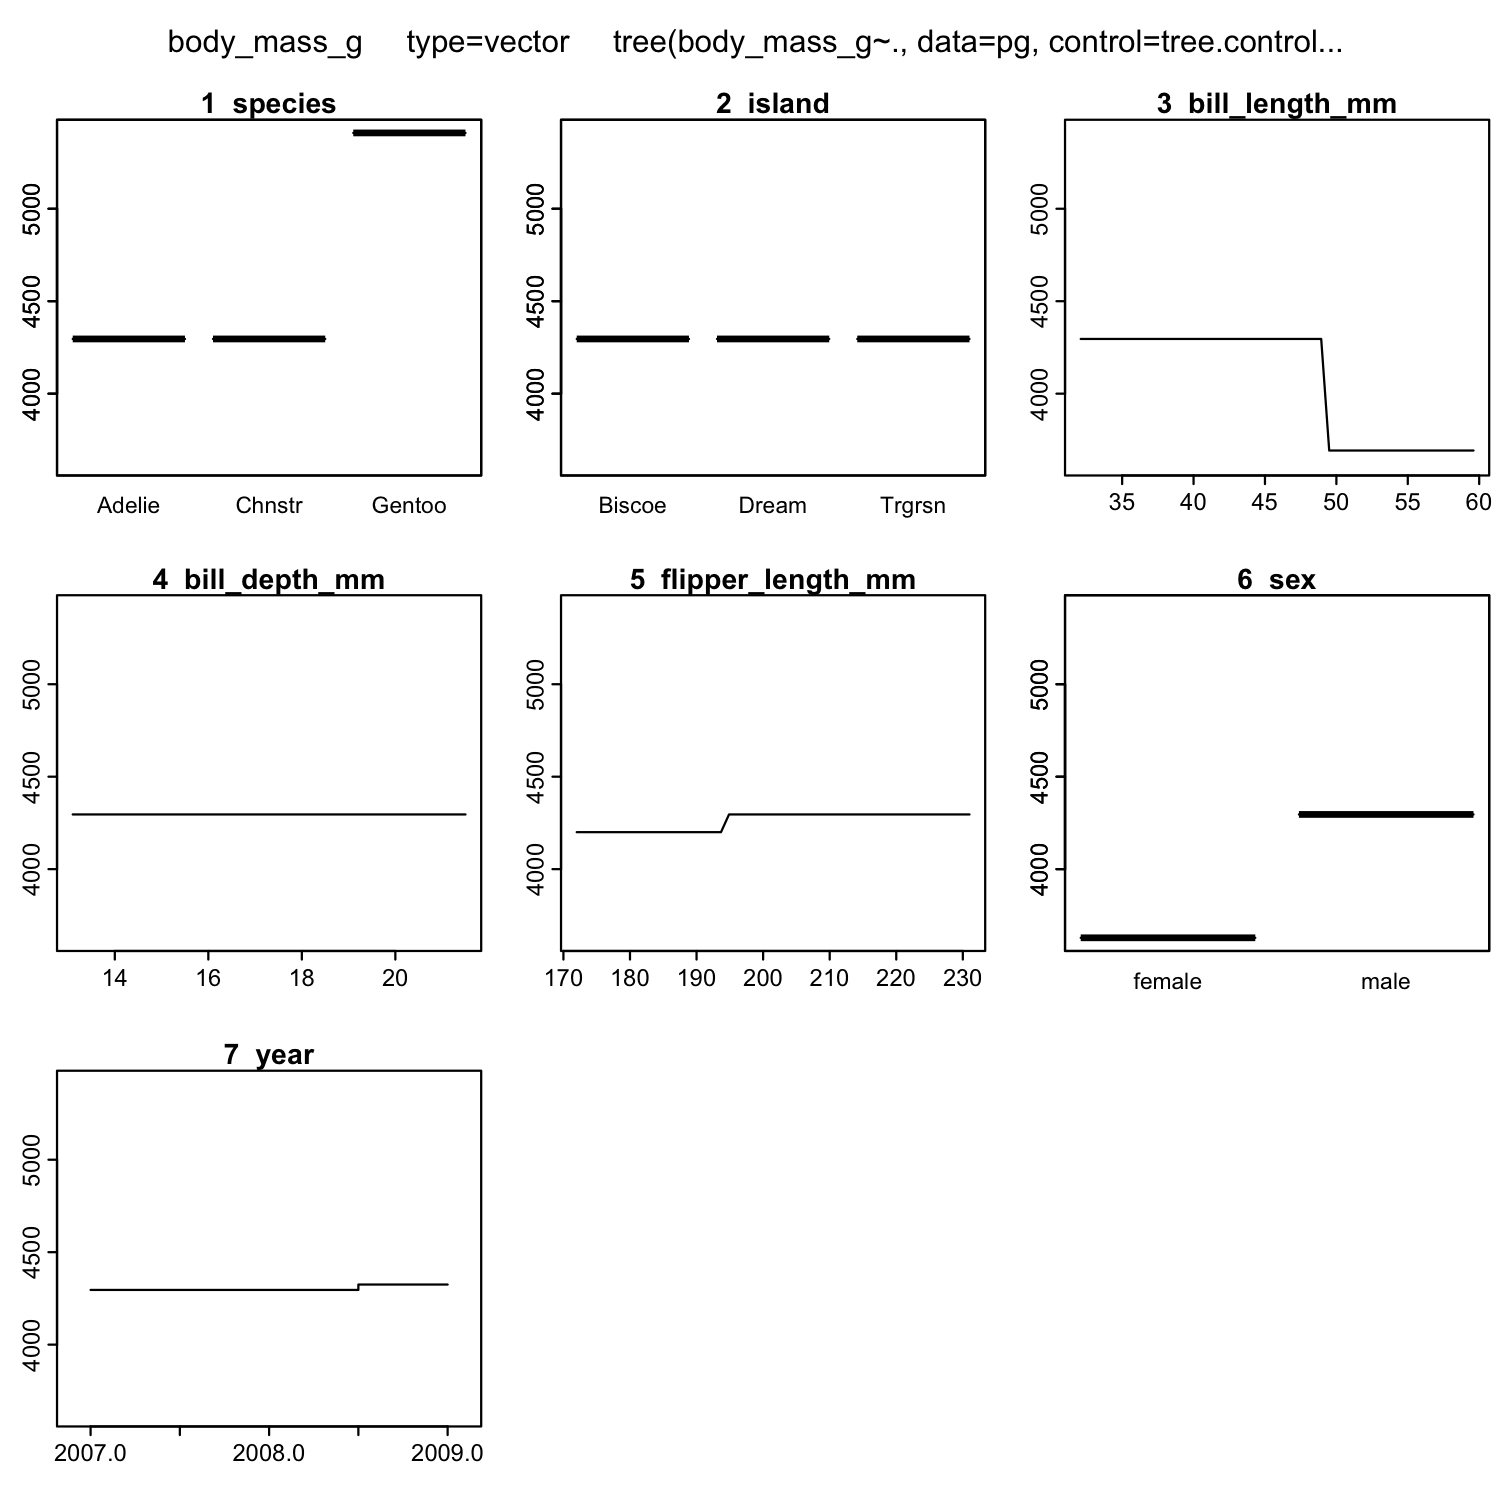 body_mass_g type=vector tree(body_mass_g~., data=pg, control=tree.control...
1 species
5000
4500
4000
Adelie Chnstr Gentoo
2 island
5000
4500
4000
Biscoe Dream Trgrsn
3 bill_length_mm
5000
4500
4000
35 40 45 50 55 60
4 bill_depth_mm
5000
4500
4000
14 16 18 20
5 flipper_length_mm
5000
4500
4000
170 180 190 200 210 220 230
6 sex
5000
4500
4000
female male
7 year
5000
4500
4000
2007.0 2008.0 2009.0